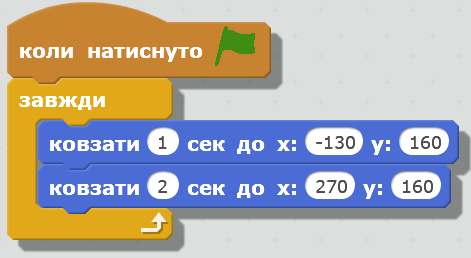 коли натиснуто
завжди
ковзати 1 сек до x: -130 y: 160
ковзати 2 сек до x: 270 y: 160